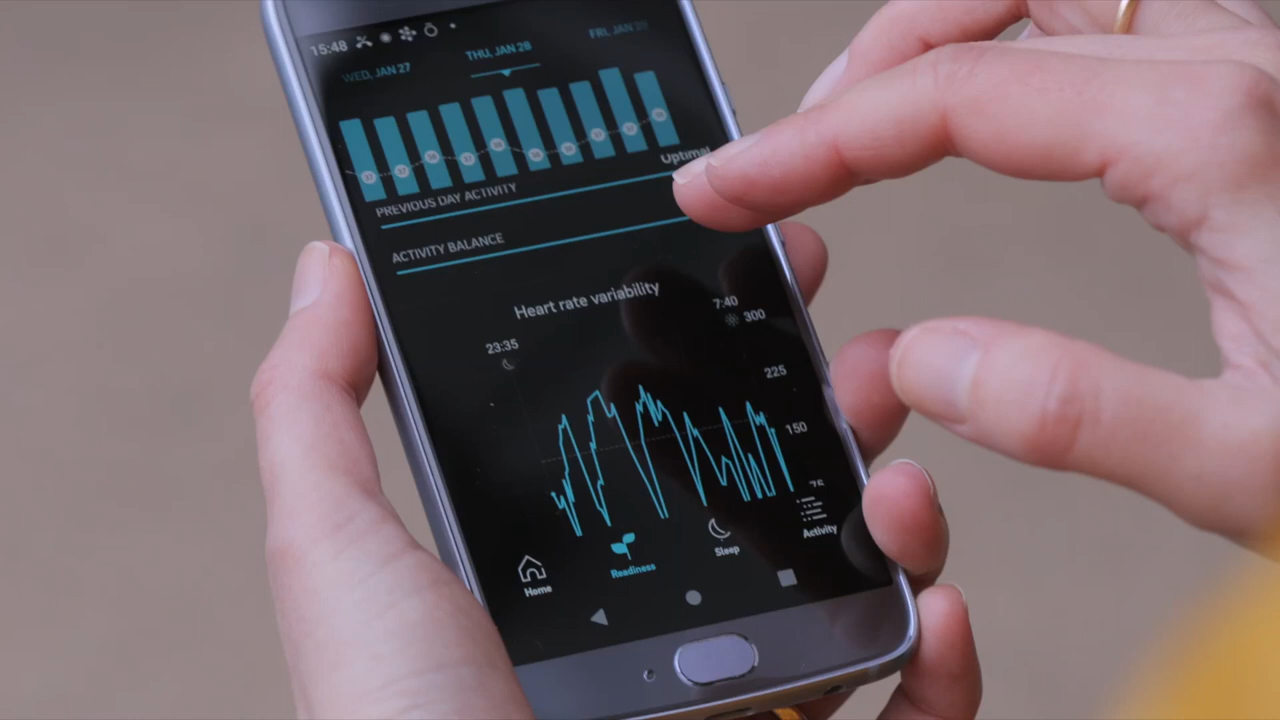 15:48
WED, JAN 27
THU, JAN 28
FRI, JAN
Optimal
PREVIOUS DAY ACTIVITY
ACTIVITY BALANCE
Heart rate variability
23:35
7:40
300
225
150
75
Home
Readiness
Sleep
Activity